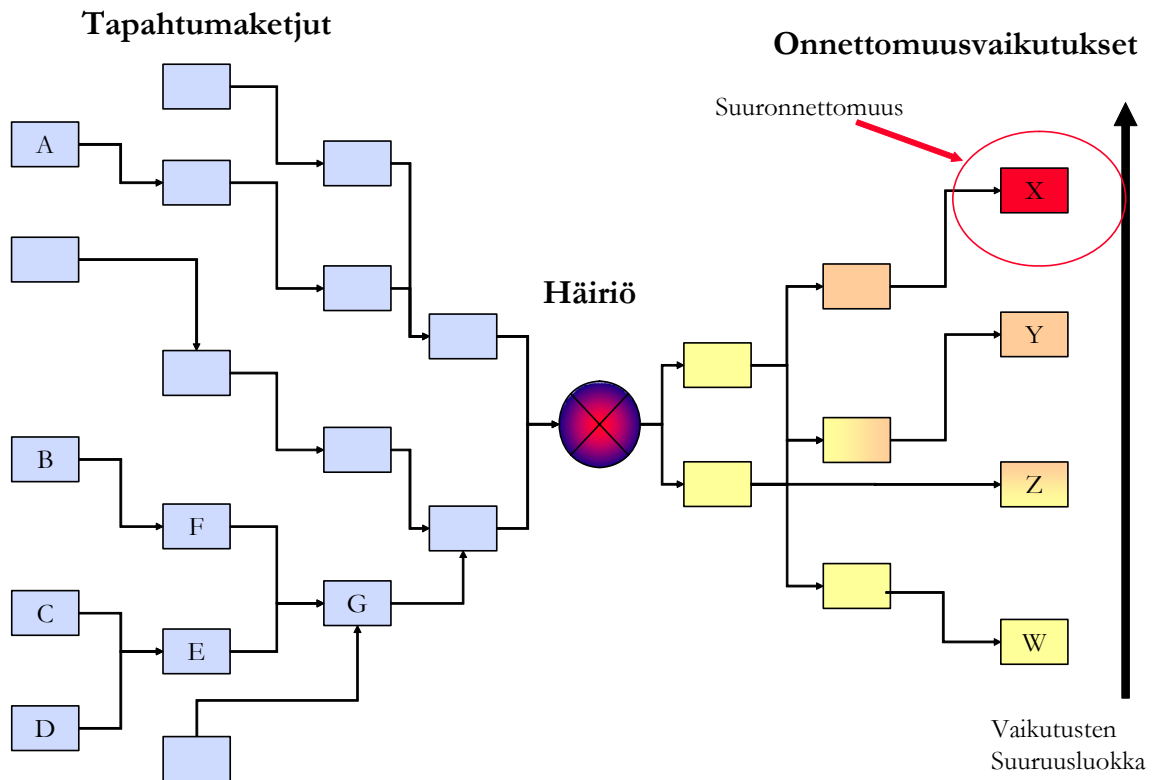 Tapahtumaketjut
Onnettomuusvaikutukset
Suuronnettomuus
A
X
Häiriö
Y
B
Z
F
C
G
E
W
D
Vaikutusten
Suuruusluokka